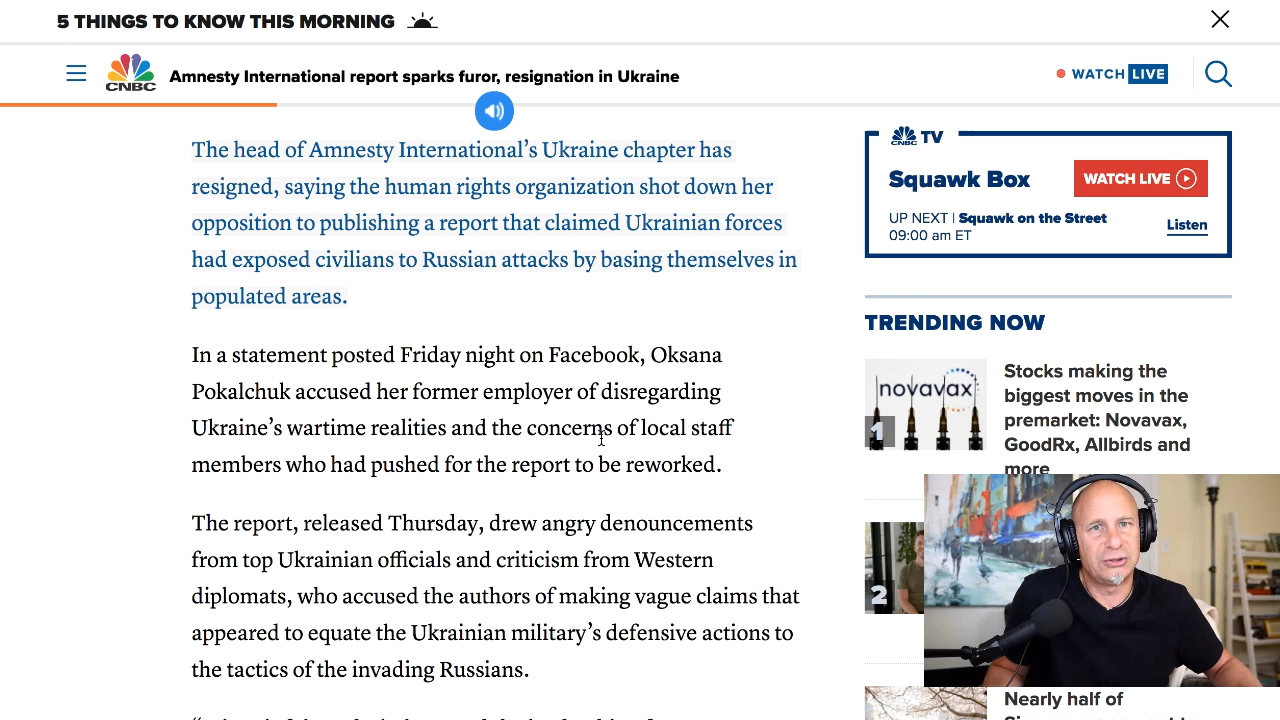 5 THINGS TO KNOW THIS MORNING
CNBC
Amnesty International report sparks furor, resignation in Ukraine
WATCH LIVE
The head of Amnesty International’s Ukraine chapter has
resigned, saying the human rights organization shot down her
opposition to publishing a report that claimed Ukrainian forces
had exposed civilians to Russian attacks by basing themselves in
populated areas.
In a statement posted Friday night on Facebook, Oksana
Pokalchuk accused her former employer of disregarding
Ukraine’s wartime realities and the concerns of local staff
members who had pushed for the report to be reworked.
The report, released Thursday, drew angry denouncements
from top Ukrainian officials and criticism from Western
diplomats, who accused the authors of making vague claims that
appeared to equate the Ukrainian military’s defensive actions to
the tactics of the invading Russians.
CNBC TV
Squawk Box
WATCH LIVE
UP NEXT | Squawk on the Street
09:00 am ET
Listen
TRENDING NOW
novavax
1
Stocks making the
biggest moves in the
premarket: Novavax,
GoodRx, Allbirds and
more
2
Nearly half of